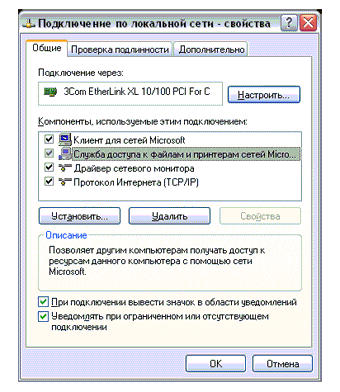 Подключение по локальной сети - свойства
Общие Проверка подлинности Дополнительно
Подключение через:
3Com EtherLink XL 10/100 PCI For C
Настроить...
Компоненты, используемые этим подключением:
Клиент для сетей Microsoft
Служба доступа к файлам и принтерам сетей Micro...
Драйвер сетевого монитора
Протокол Интернета (TCP/IP)
Установить... Удалить Свойства
Описание
Позволяет другим компьютерам получать доступ к
ресурсам данного компьютера с помощью сети
Microsoft.
При подключении вывести значок в области уведомлений
Уведомлять при ограниченном или отсутствующем
подключении
OK Отмена